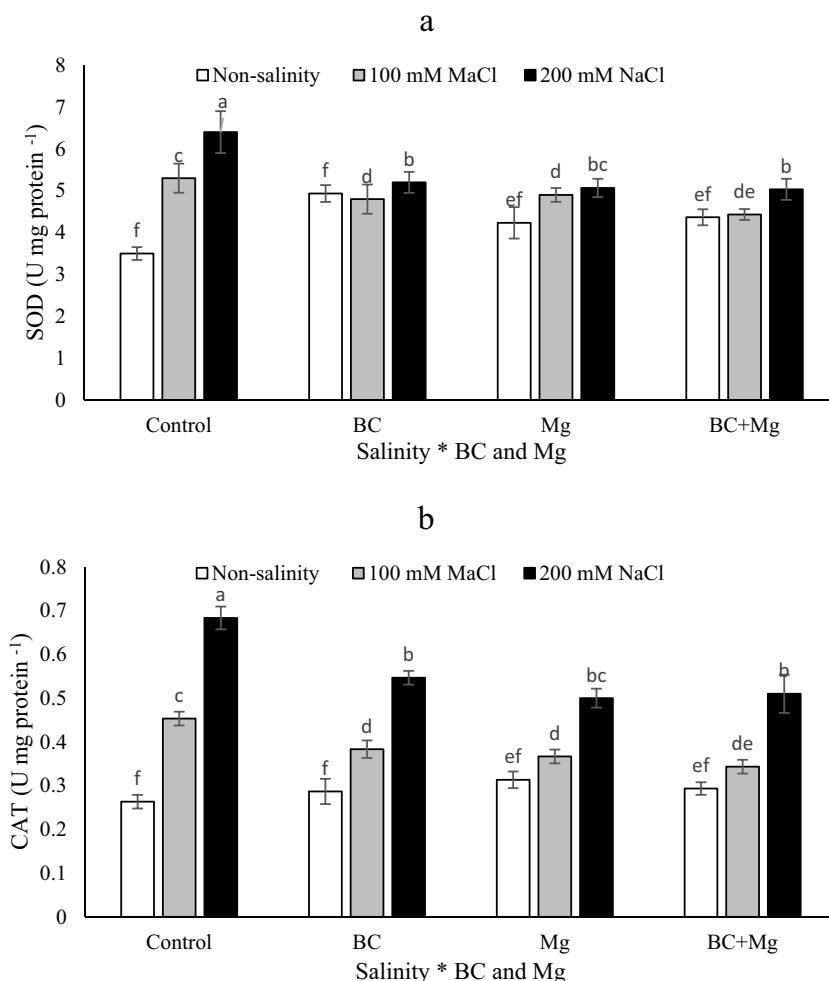 a
8
7
6
5
4
3
2
1
0
SOD (U mg protein -1)
Non-salinity 100 mM MaCl 200 mM NaCl
f c a f d b ef d bc ef de b
Control BC Mg BC+Mg
Salinity * BC and Mg
b
0.8
0.7
0.6
0.5
0.4
0.3
0.2
0.1
0
CAT (U mg protein -1)
Non-salinity 100 mM MaCl 200 mM NaCl
f c a f d b ef d bc ef de b
Control BC Mg BC+Mg
Salinity * BC and Mg